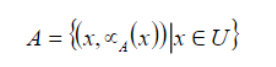 A = {(x, ∝_A(x))|x ∈ U}